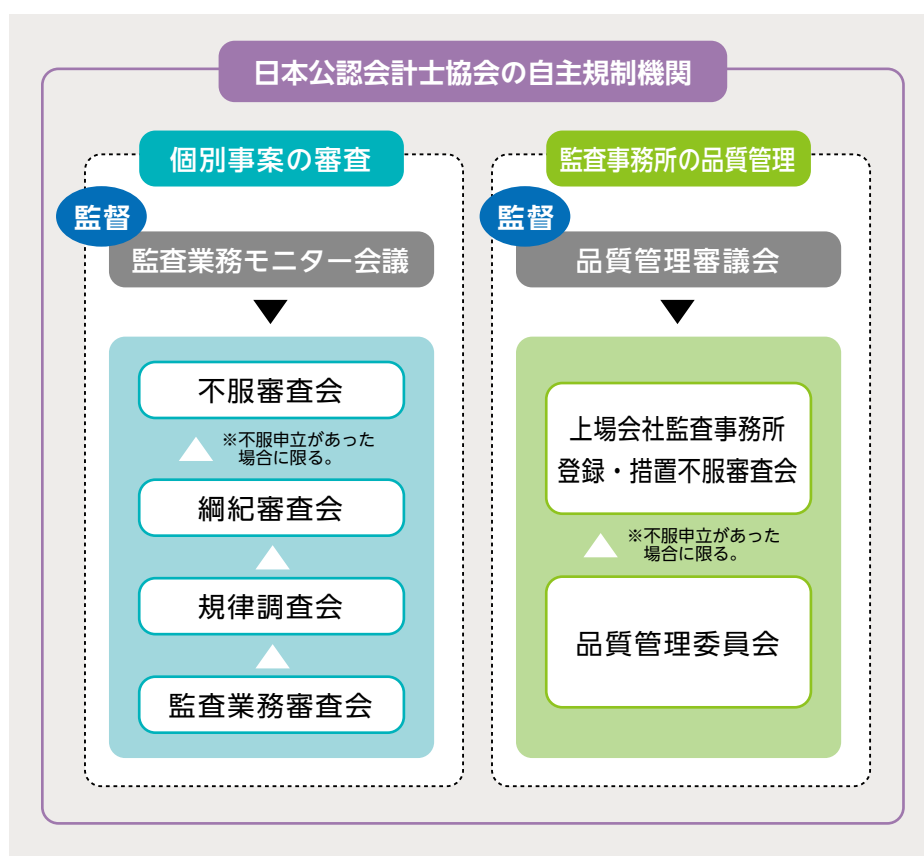 日本公認会計士協会の自主規制機関
個別事案の審査
監督
監査業務モニター会議
不服審査会
※不服申立があった
場合に限る。
綱紀審査会
規律調査会
監査業務審査会
監査事務所の品質管理
監督
品質管理審議会
上場会社監査事務所
登録・措置不服審査会
※不服申立があった
場合に限る。
品質管理委員会